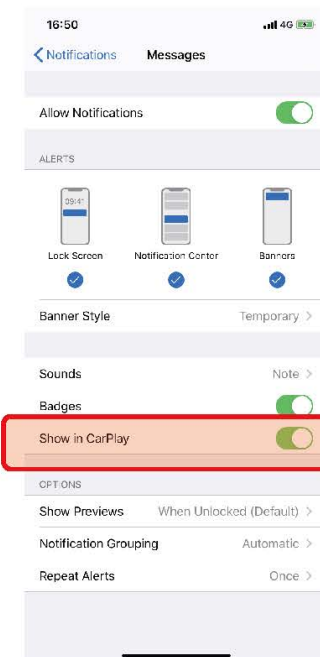 16:50 4G
Notifications Messages
Allow Notifications
ALERTS
09:41
Lock Screen Notification Center Banners
Banner Style Temporary
Sounds Note
Badges
Show in CarPlay
OPTIONS
Show Previews When Unlocked (Default)
Notification Grouping Automatic
Repeat Alerts Once